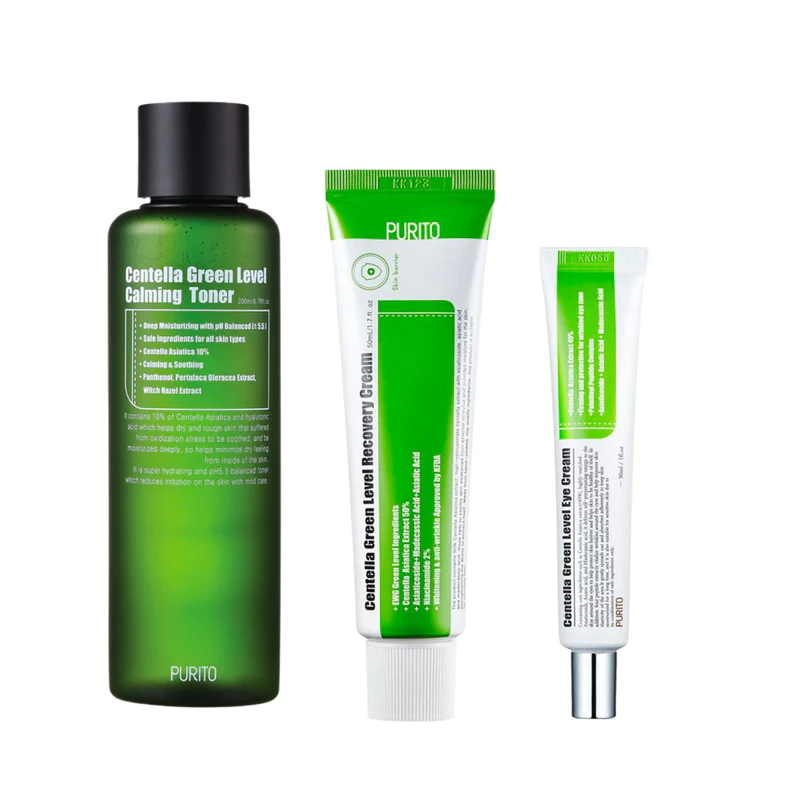 Centella Green Level
Calming Toner
200ml/6.76fl oz
• Deep Moisturizing with pH Balanced (± 5.5)
• Safe Ingredients for all skin types
• Centella Asiatica 10%
• Calming & Soothing
• Panthenol, Portulaca Oleracea Extract,
Witch Hazel Extract
It contains 10% of Centella Asiatica and hyaluronic
acid which helps dry and rough skin that suffered
from oxidization stress to be soothed, and be
moisturized deeply, so helps minimize dry feeling
from inside of the skin.
It is super hydrating and pH5.5 balanced toner
which reduces irritation on the skin with mild care.
PURITO
KK123
PURITO
Skin barrier
Centella Green Level Recovery Cream
50mL/1.7 fl. oz
+ EWG Green Level Ingredients
+ Centella Asiatica Extract 50%
+ Asiaticoside+Madecassic Acid+Asiatic Acid
+ Niacinamide 2%
+ Whitening & anti-wrinkle Approved by KFDA
KK056
•Centella Asiatica Extract 49%
•Firming and protective for wrinkled eye zone
•Palmitoyl Peptide Complex
•Asiaticoside + Asiatic Acid + Madecassic Acid
Centella Green Level Eye Cream
30ml / 1fl.oz
PURITO